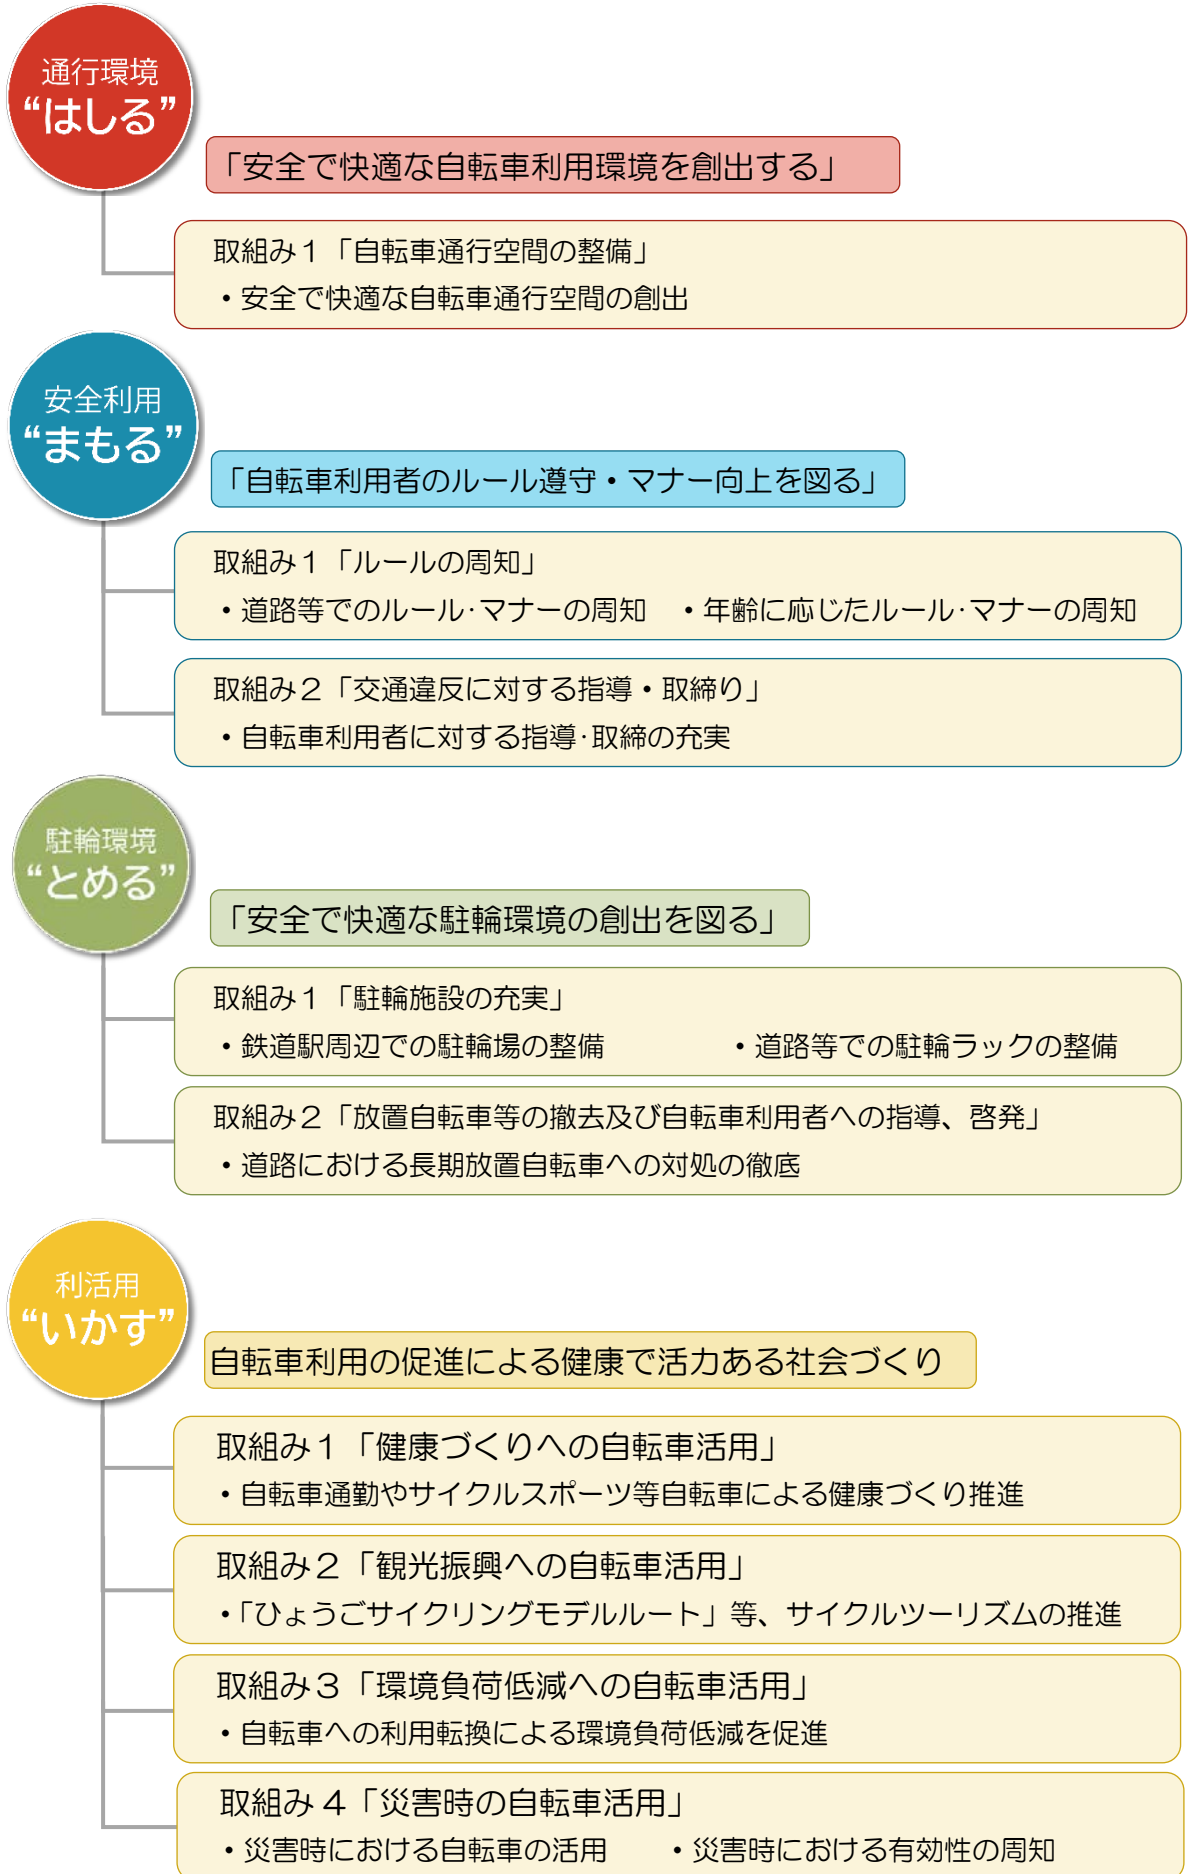 通行環境
“はしる”
「安全で快適な自転車利用環境を創出する」
取組み１「自転車通行空間の整備」
・安全で快適な自転車通行空間の創出
安全利用
“まもる”
「自転車利用者のルール遵守・マナー向上を図る」
取組み１「ルールの周知」
・道路等でのルール･マナーの周知　・年齢に応じたルール･マナーの周知
取組み２「交通違反に対する指導・取締り」
・自転車利用者に対する指導･取締の充実
駐輪環境
“とめる”
「安全で快適な駐輪環境の創出を図る」
取組み１「駐輪施設の充実」
・鉄道駅周辺での駐輪場の整備　　　　・道路等での駐輪ラックの整備
取組み２「放置自転車等の撤去及び自転車利用者への指導、啓発」
・道路における長期放置自転車への対処の徹底
利活用
“いかす”
自転車利用の促進による健康で活力ある社会づくり
取組み１「健康づくりへの自転車活用」
・自転車通勤やサイクルスポーツ等自転車による健康づくり推進
取組み２「観光振興への自転車活用」
・「ひょうごサイクリングモデルルート」等、サイクルツーリズムの推進
取組み３「環境負荷低減への自転車活用」
・自転車への利用転換による環境負荷低減を促進
取組み４「災害時の自転車活用」
・災害時における自転車の活用　　・災害時における有効性の周知